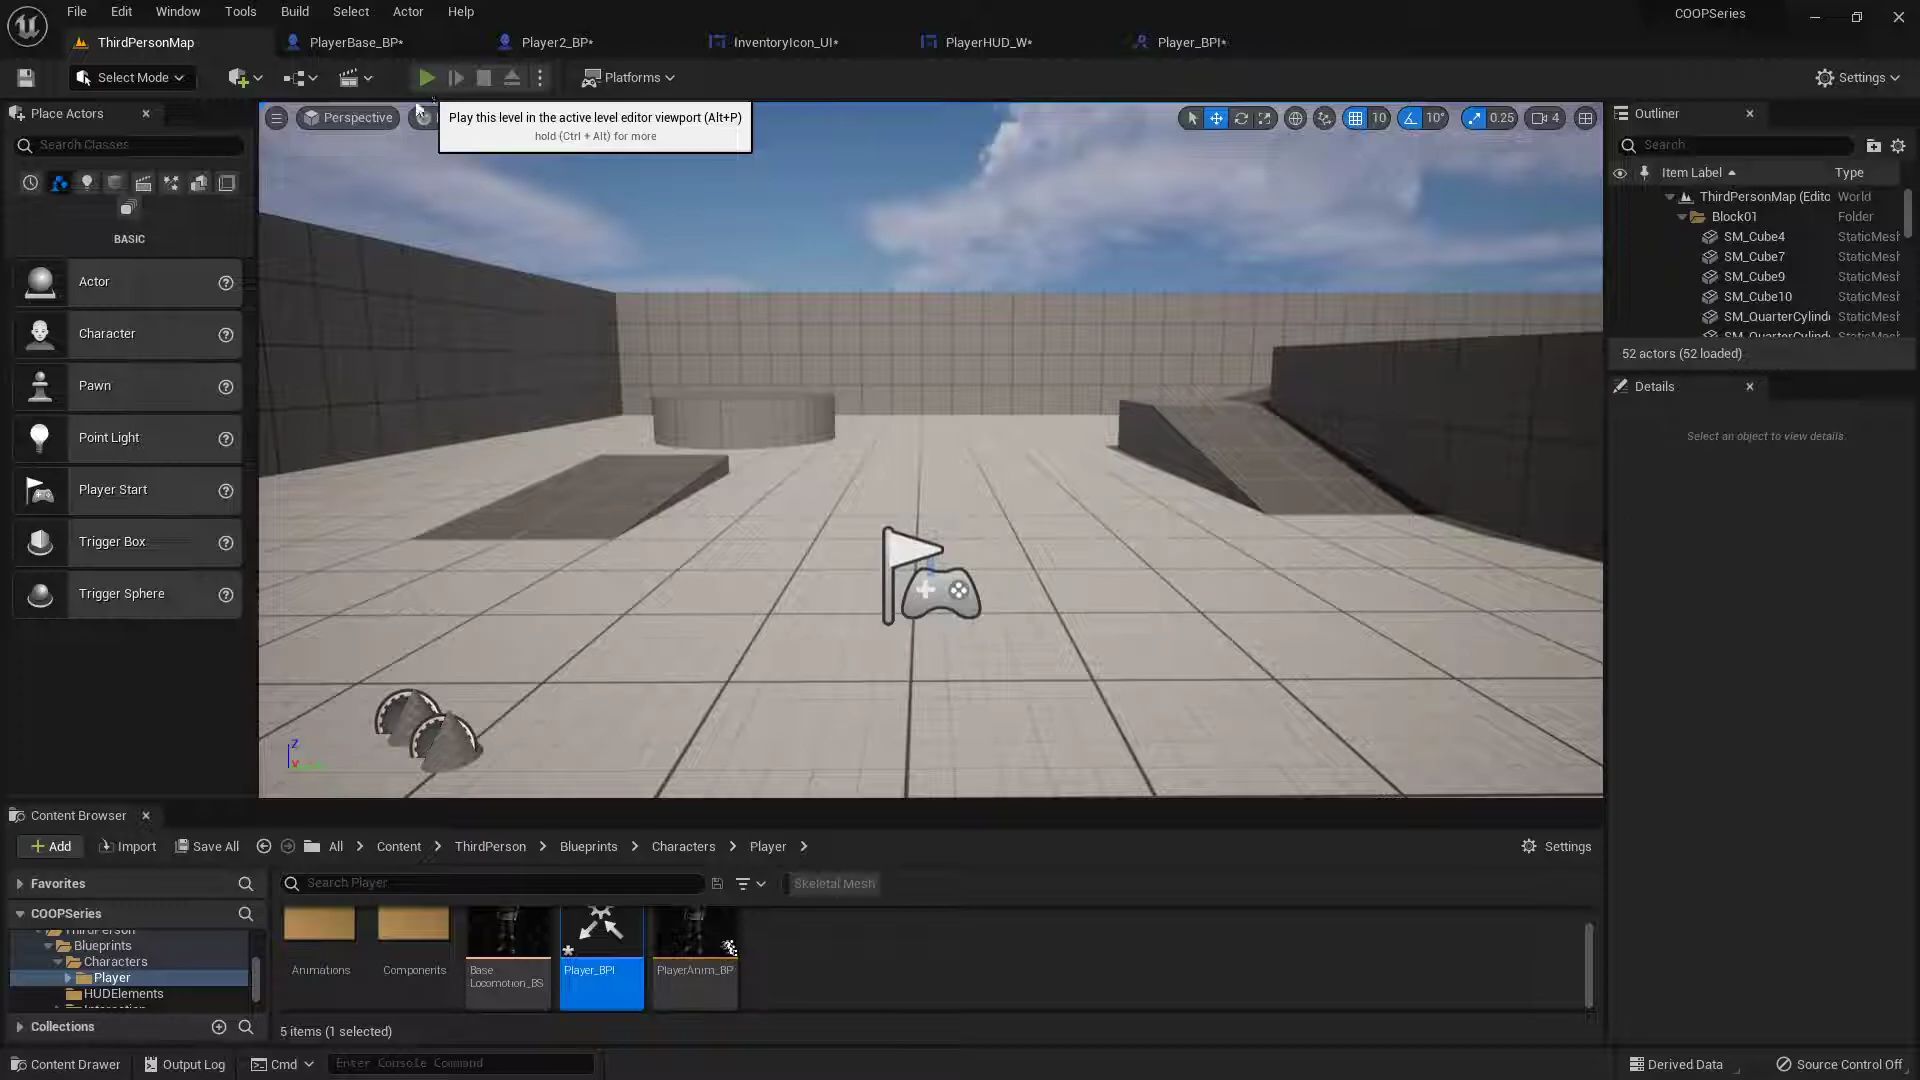 File Edit Window Tools Build Select Actor Help
COOPSeries
ThirdPersonMap
PlayerBase_BP*
Player2_BP*
InventoryIcon_UI*
PlayerHUD_W*
Player_BPI*
Select Mode
Platforms
Settings
Place Actors
Search Classes
BASIC
Actor
Character
Pawn
Point Light
Player Start
Trigger Box
Trigger Sphere
Perspective
Play this level in the active level editor viewport (Alt+P)
hold (Ctrl + Alt) for more
10
10°
0.25
4
Outliner
Search
Item Label Type
ThirdPersonMap (Edito World
Block01 Folder
SM_Cube4 StaticMesh
SM_Cube7 StaticMesh
SM_Cube9 StaticMesh
SM_Cube10 StaticMesh
SM_QuarterCylinde StaticMesh
52 actors (52 loaded)
Details
Select an object to view details.
Z
Content Browser
Add Import Save All All Content ThirdPerson Blueprints Characters Player Settings
Favorites
Search Player
Skeletal Mesh
COOPSeries
ThirdPerson
Blueprints
Characters
Player
HUDElements
Collections
Animations
Components
Base
Locomotion_BS
Player_BPI
PlayerAnim_BP
5 items (1 selected)
Content Drawer Output Log Cmd Enter Console Command
Derived Data Source Control Off